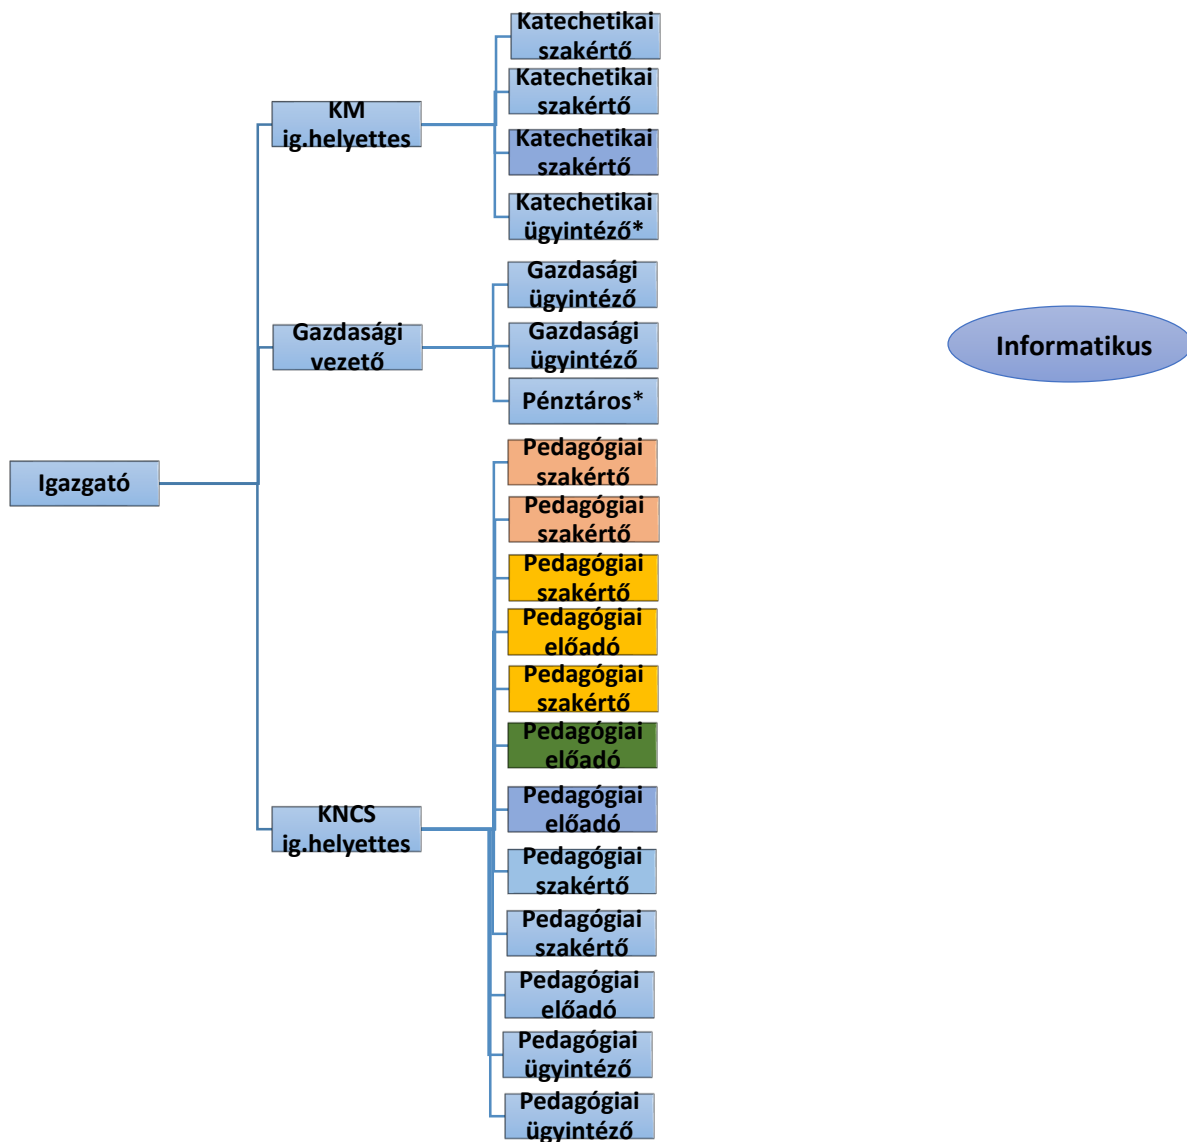 Katechetikai
szakértő
Katechetikai
szakértő
KM
ig.helyettes
Katechetikai
szakértő
Katechetikai
ügyintéző*
Gazdasági
ügyintéző
Gazdasági
vezető
Gazdasági
ügyintéző
Informatikus
Pénztáros*
Igazgató
Pedagógiai
szakértő
Pedagógiai
szakértő
Pedagógiai
szakértő
Pedagógiai
előadó
Pedagógiai
szakértő
Pedagógiai
előadó
KNCS
ig.helyettes
Pedagógiai
előadó
Pedagógiai
szakértő
Pedagógiai
szakértő
Pedagógiai
előadó
Pedagógiai
ügyintéző
Pedagógiai
ügyintéző